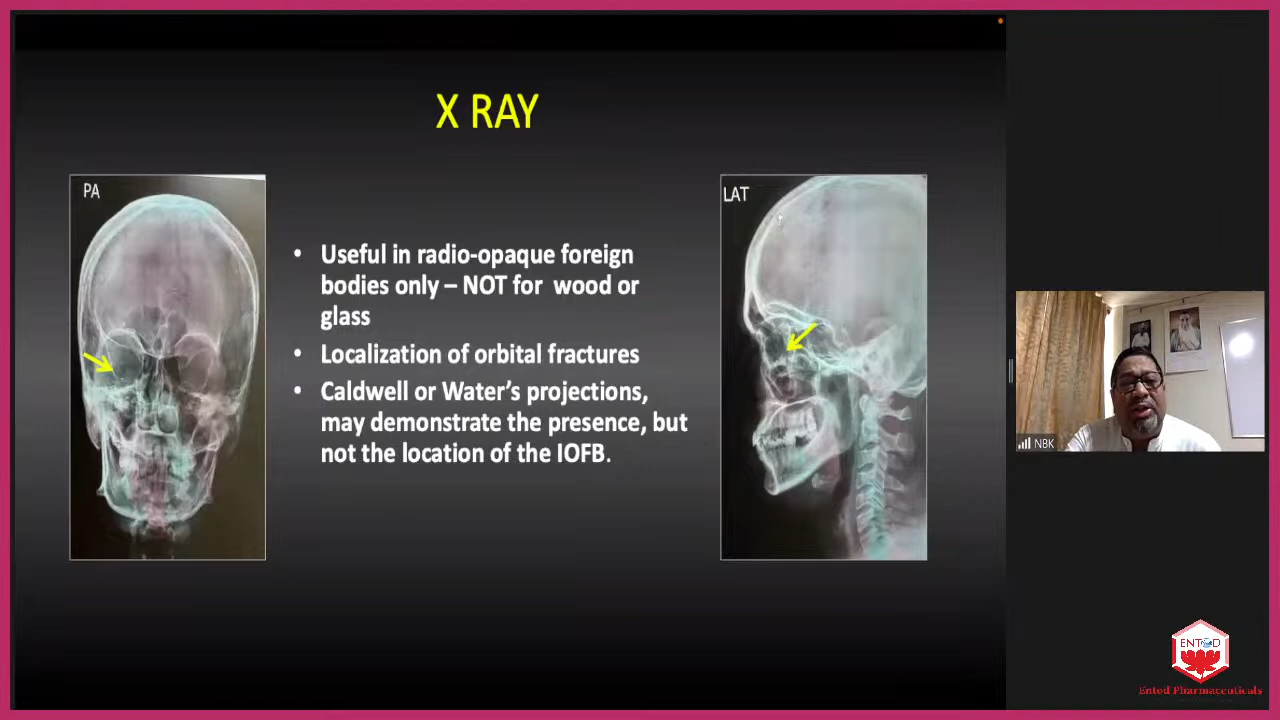 X RAY
PA
LAT
• Useful in radio-opaque foreign
bodies only – NOT for wood or
glass
• Localization of orbital fractures
• Caldwell or Water’s projections,
may demonstrate the presence, but
not the location of the IOFB.
NBK
ENTOD
Entod Pharmaceuticals